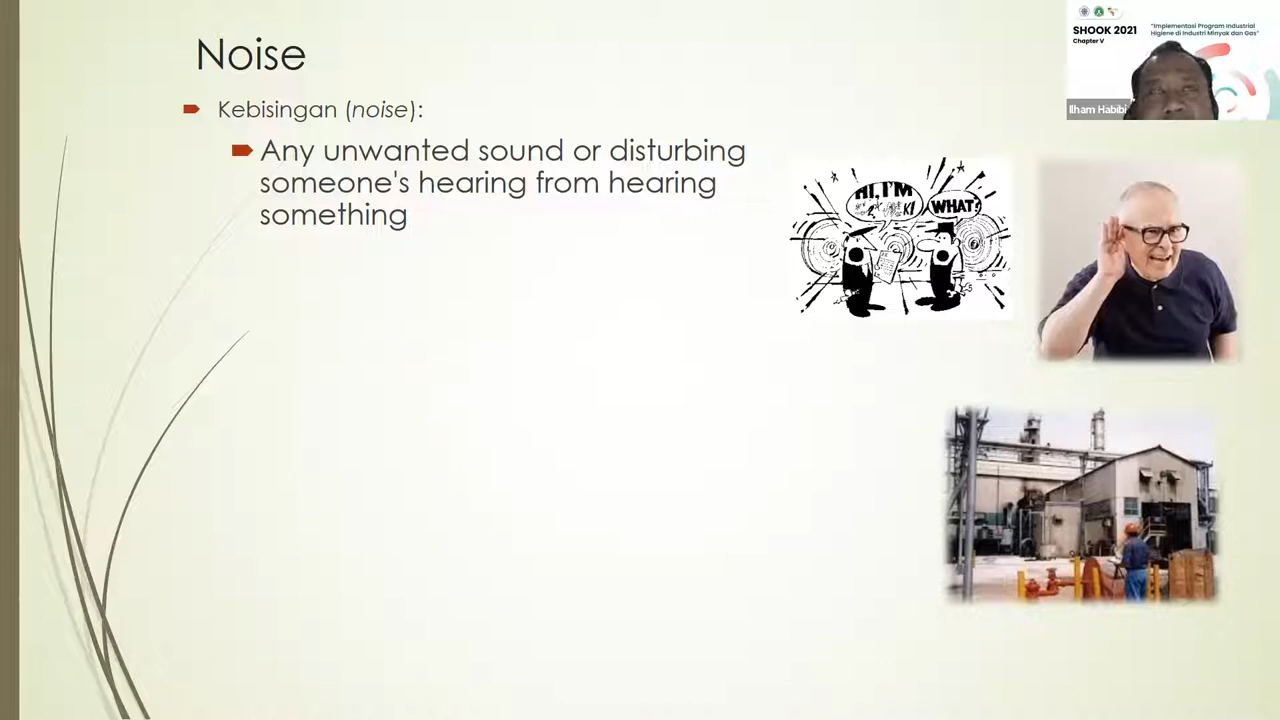 Noise
Kebisingan (noise):
Any unwanted sound or disturbing
someone's hearing from hearing
something
HI, I'M
WHAT?
SHOOK 2021
Chapter V
"Implementasi Program Industrial
Higiene di Industri Minyak dan Gas"
Ilham Habibi